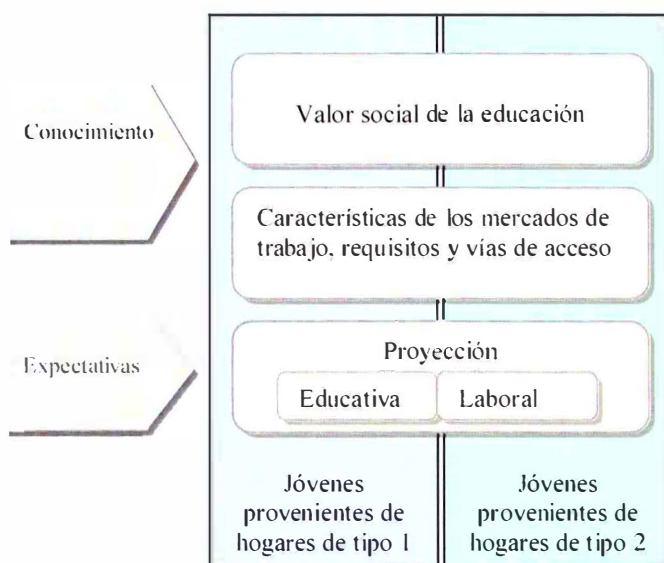 Conocimiento
Valor social de la educación
Características de los mercados de
trabajo, requisitos y vías de acceso
Expectativas
Proyección
Educativa
Laboral
Jóvenes
provenientes de
hogares de tipo 1
Jóvenes
provenientes de
hogares de tipo 2